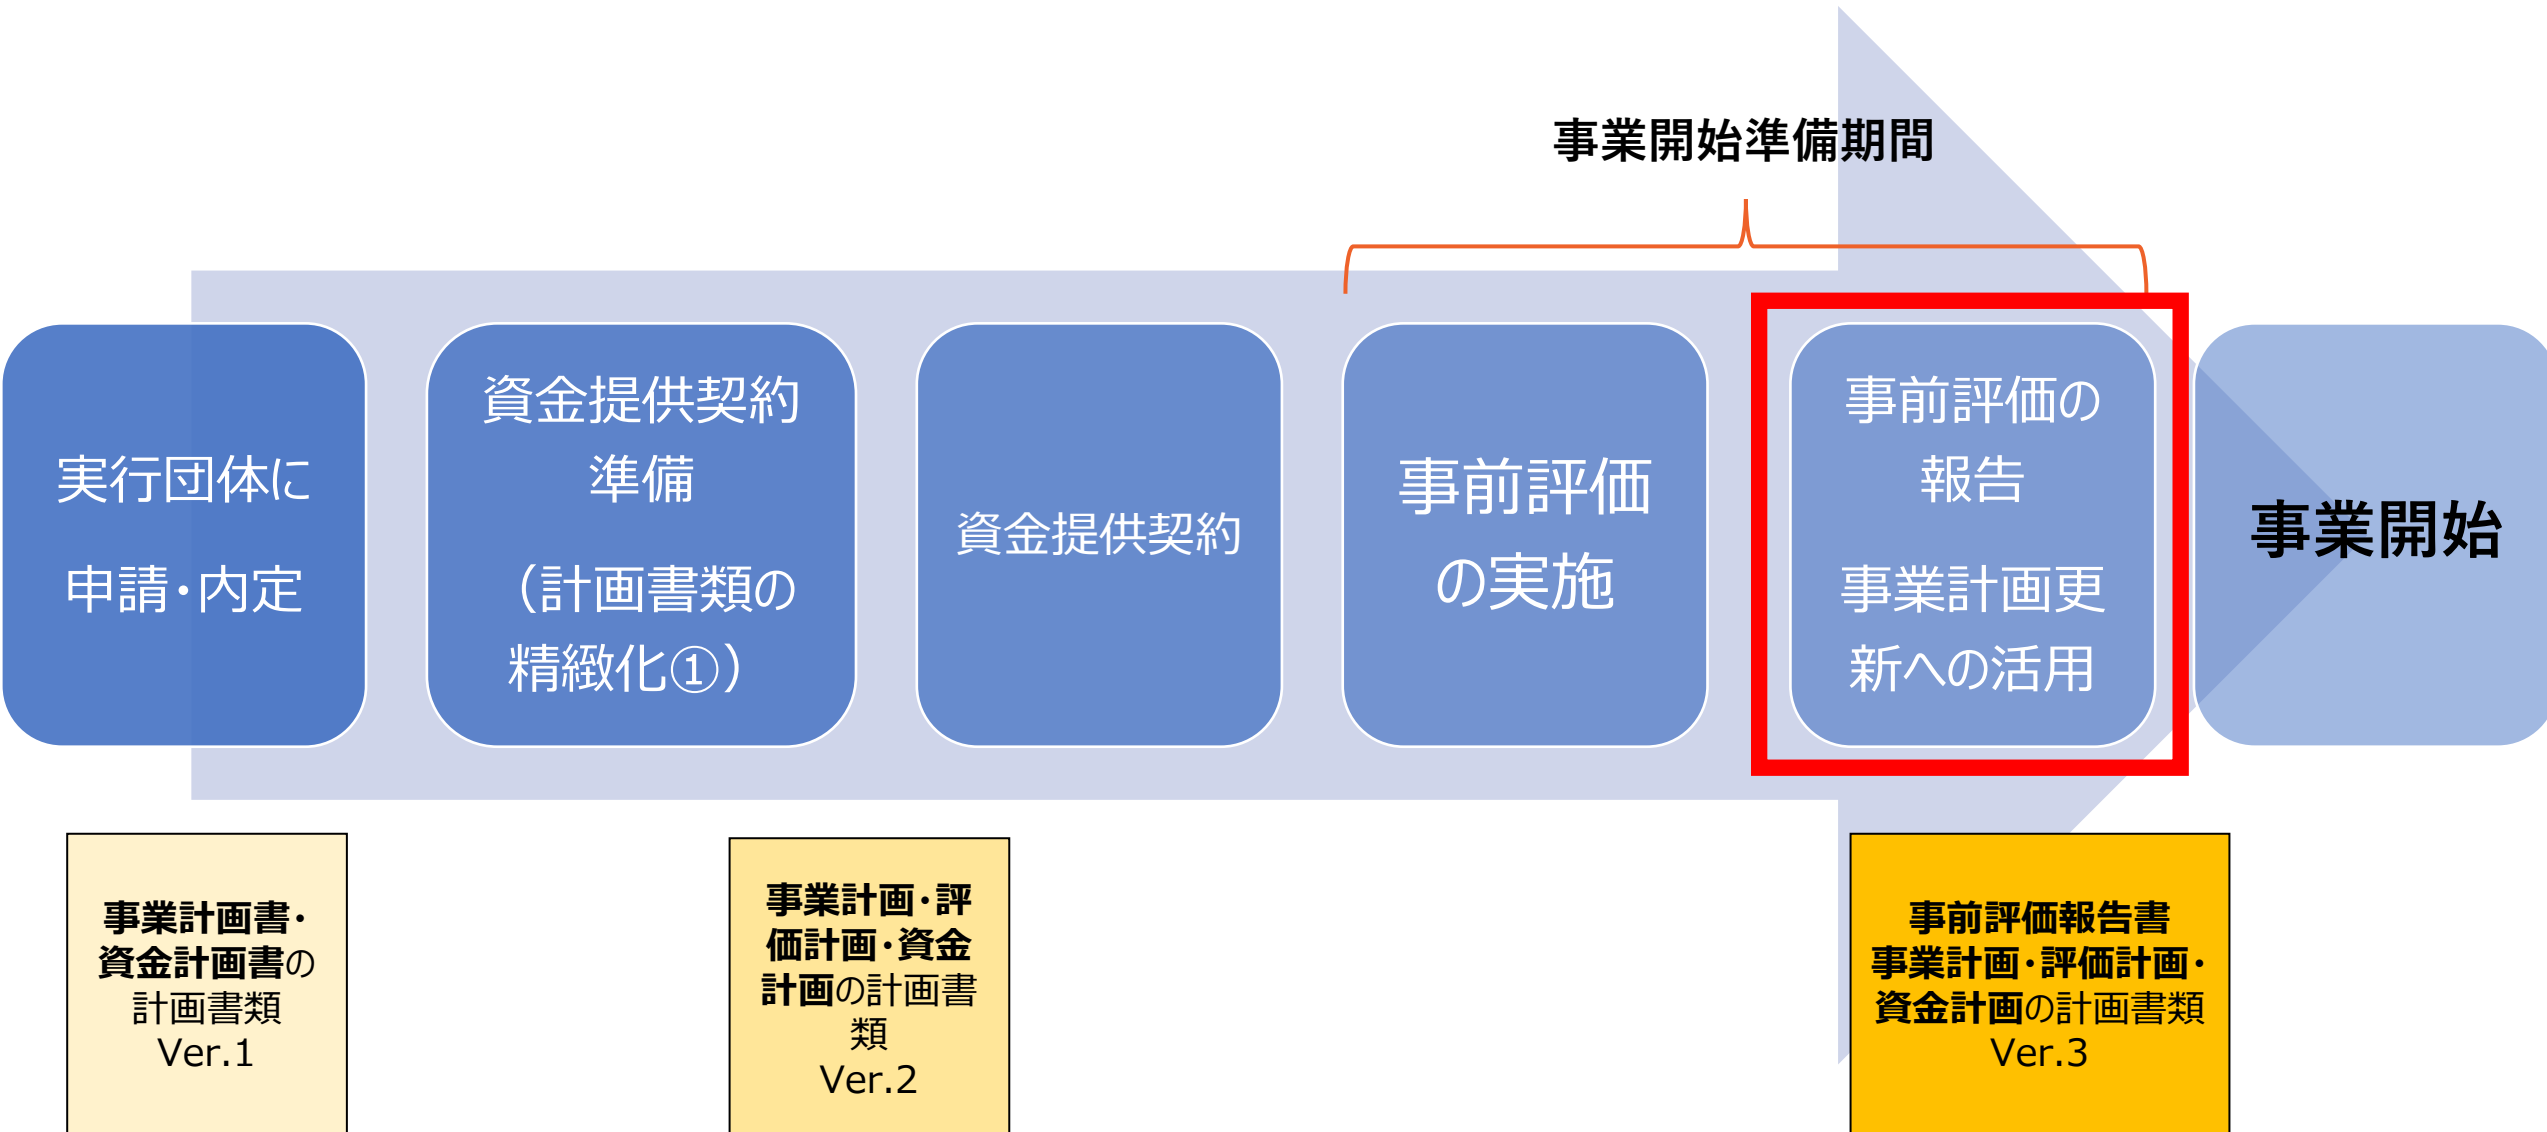 事業開始準備期間
実行団体に
申請・内定
資金提供契約
準備
（計画書類の
精緻化①）
資金提供契約
事前評価
の実施
事前評価の
報告
事業計画更
新への活用
事業開始
事業計画書・
資金計画書の
計画書類
Ver.1
事業計画・評
価計画・資金
計画の計画書
類
Ver.2
事前評価報告書
事業計画・評価計画・
資金計画の計画書類
Ver.3